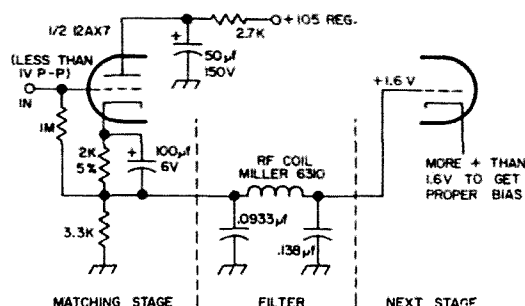 1/2 12AX7
2.7K
+105 REG.
(LESS THAN
1V P-P)
+
50µf
150V
IN
1M
2K
5%
+
100µf
6V
3.3K
RF COIL
MILLER 6310
.0933µf
.138µf
+1.6 V
MORE + THAN
1.6V TO GET
PROPER BIAS
MATCHING STAGE
FILTER
NEXT STAGE